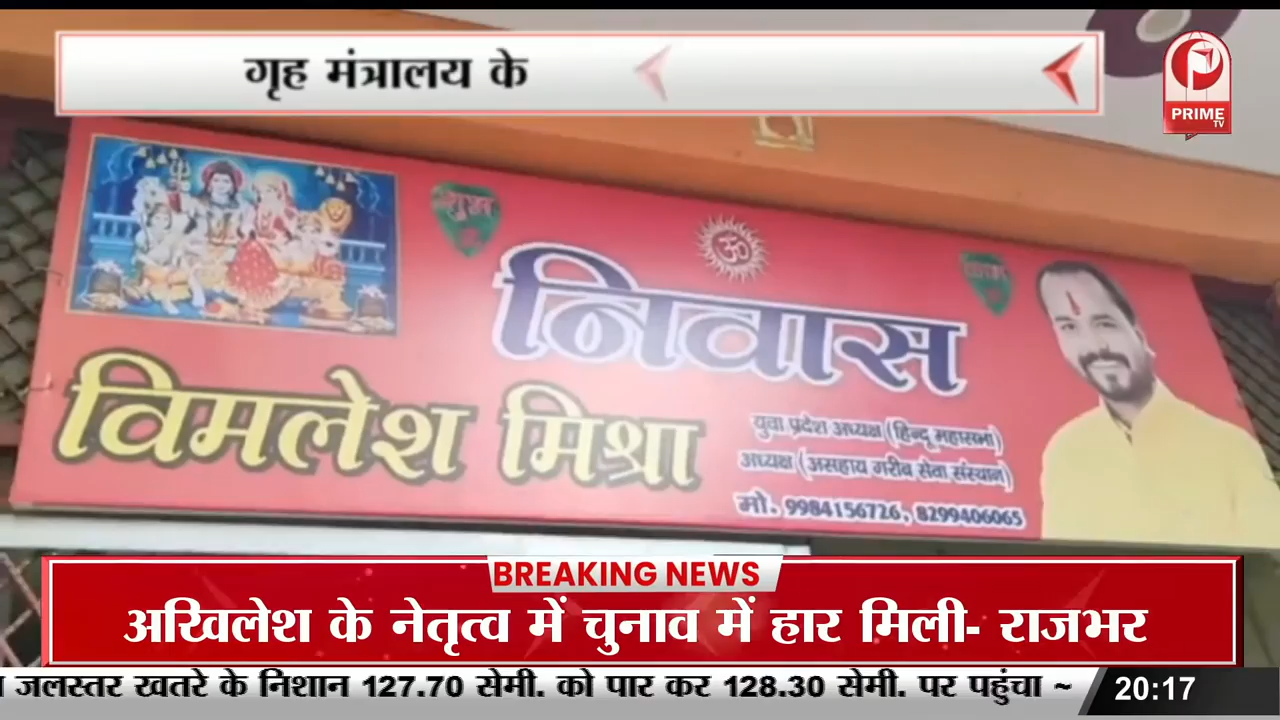 गृह मंत्रालय के
PRIME
TV
सुरक्षा
ॐ
निवास
विमलेश मिश्रा
युवा प्रदेश अध्यक्ष (हिन्दू महासभा)
अध्यक्ष (असहाय गरीब सेवा संस्थान)
मो. 9984156726, 8299406065
BREAKING NEWS
अखिलेश के नेतृत्व में चुनाव में हार मिली- राजभर
जलस्तर खतरे के निशान 127.70 सेमी. को पार कर 128.30 सेमी. पर पहुंचा ~
20:17